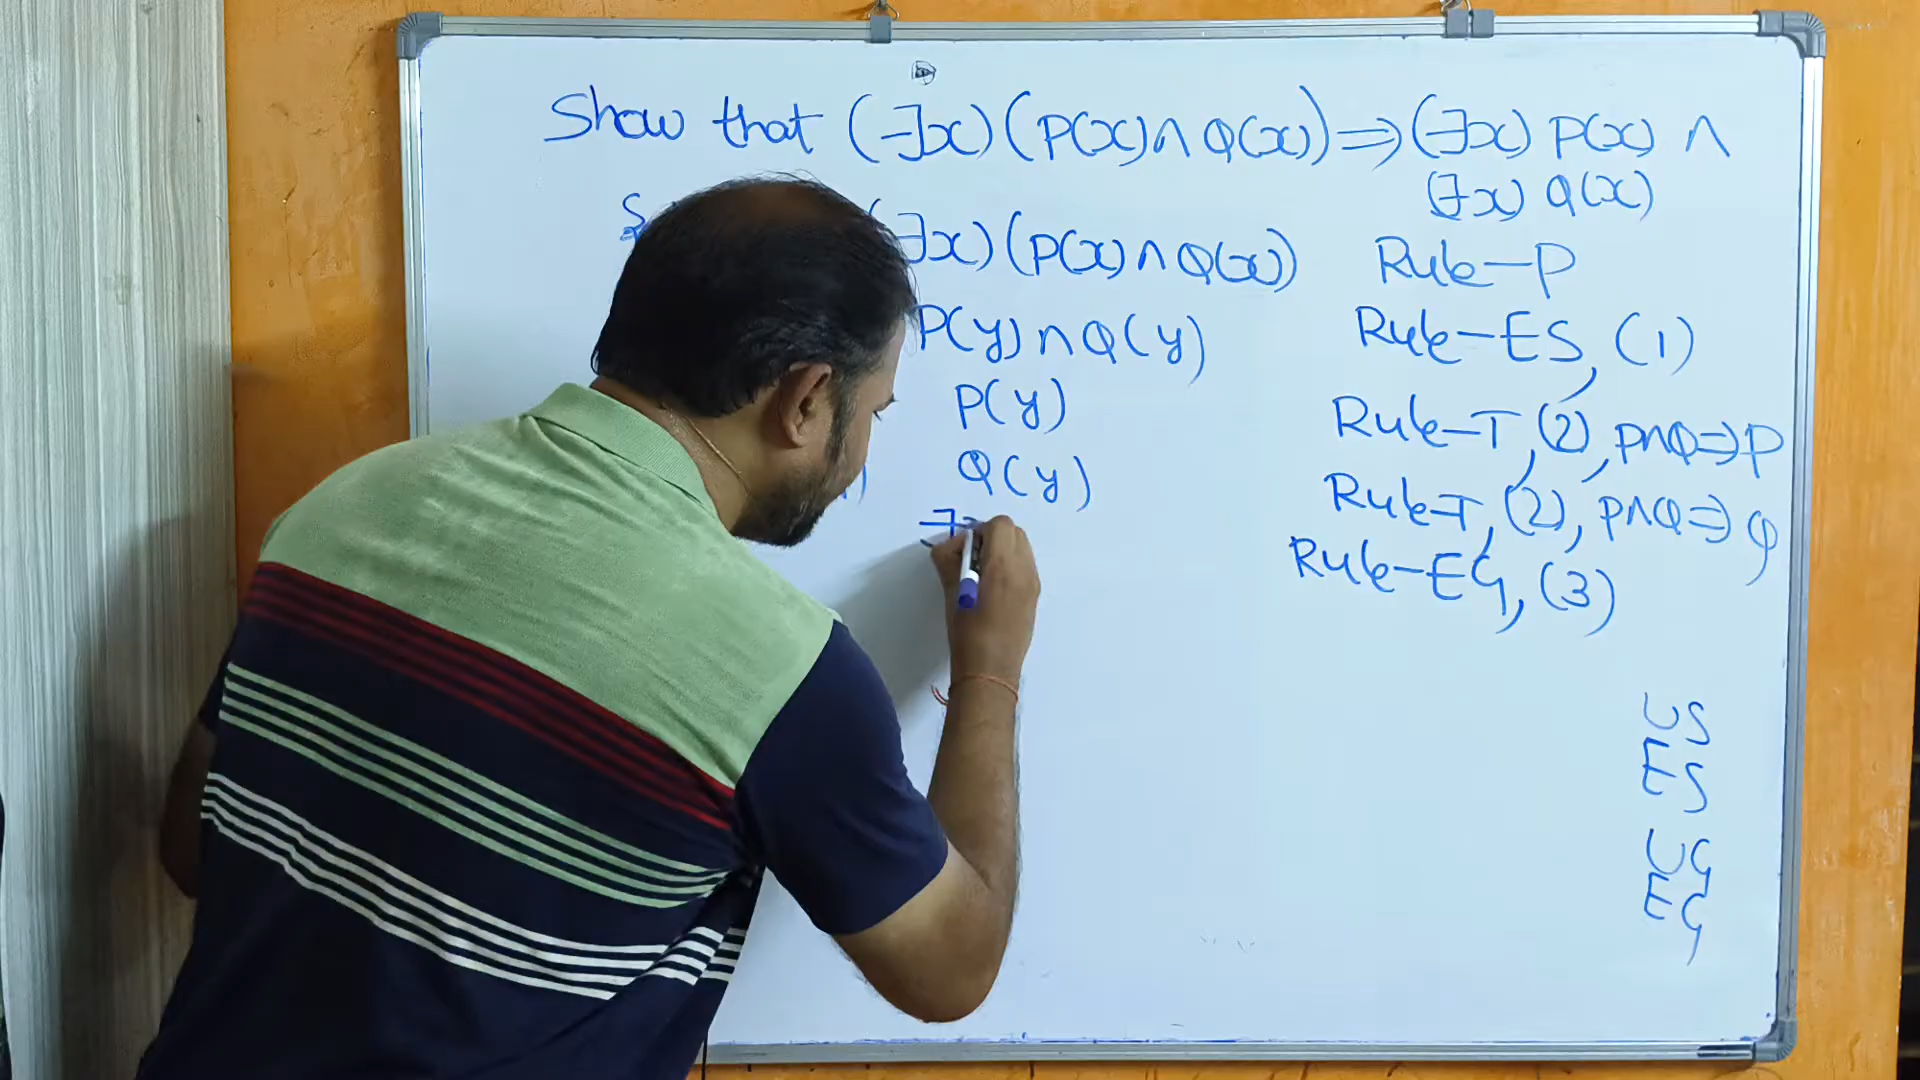 Show that (∃x)(P(x)∧Q(x)) ⇒ (∃x) P(x) ∧
(∃x) Q(x)
∃x)(P(x)∧Q(x)) Rule-P
P(y)∧Q(y) Rule-ES, (1)
P(y) Rule-T, (2), P∧Q⇒P
Q(y) Rule-T, (2), P∧Q⇒Q
Rule-EG, (3)
US
ES
UG
EG